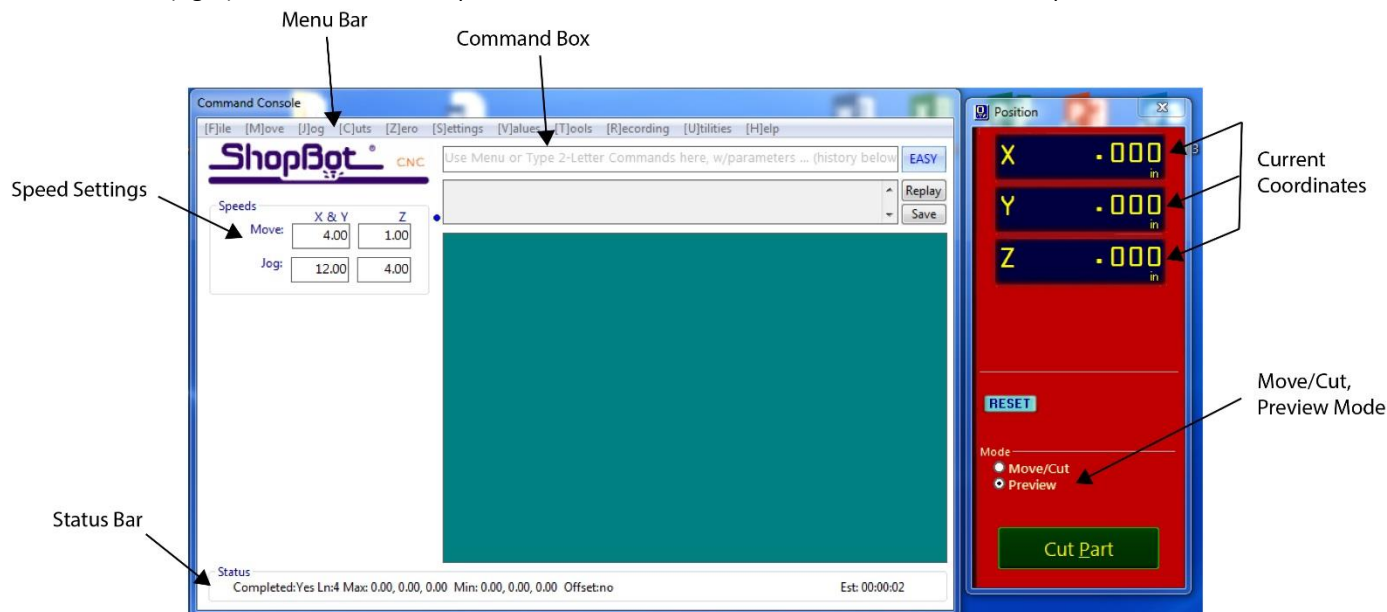 Menu Bar
Command Box
Command Console
[F]ile [M]ove [J]og [C]uts [Z]ero [S]ettings [V]alues [T]ools [R]ecording [U]tilities [H]elp
ShopBot® CNC
Use Menu or Type 2-Letter Commands here, w/parameters ... (history below
EASY
Replay
Save
Speed Settings
Speeds
X & Y Z
Move: 4.00 1.00
Jog: 12.00 4.00
Status Bar
Status
Completed:Yes Ln:4 Max: 0.00, 0.00, 0.00 Min: 0.00, 0.00, 0.00 Offset:no Est: 00:00:02
Position
X .000
in
Y .000
in
Z .000
in
Current
Coordinates
RESET
Mode
Move/Cut
Preview
Move/Cut,
Preview Mode
Cut Part